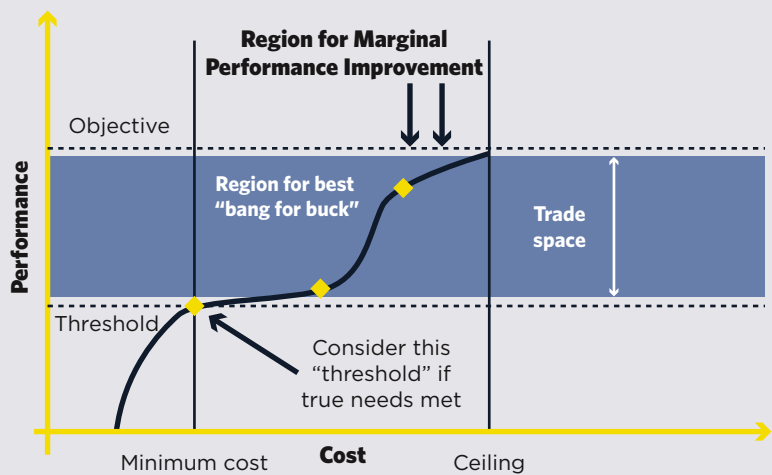 Region for Marginal
Performance Improvement
Objective
Region for best
“bang for buck”
Trade
space
Performance
Threshold
Consider this
“threshold” if
true needs met
Minimum cost
Cost
Ceiling